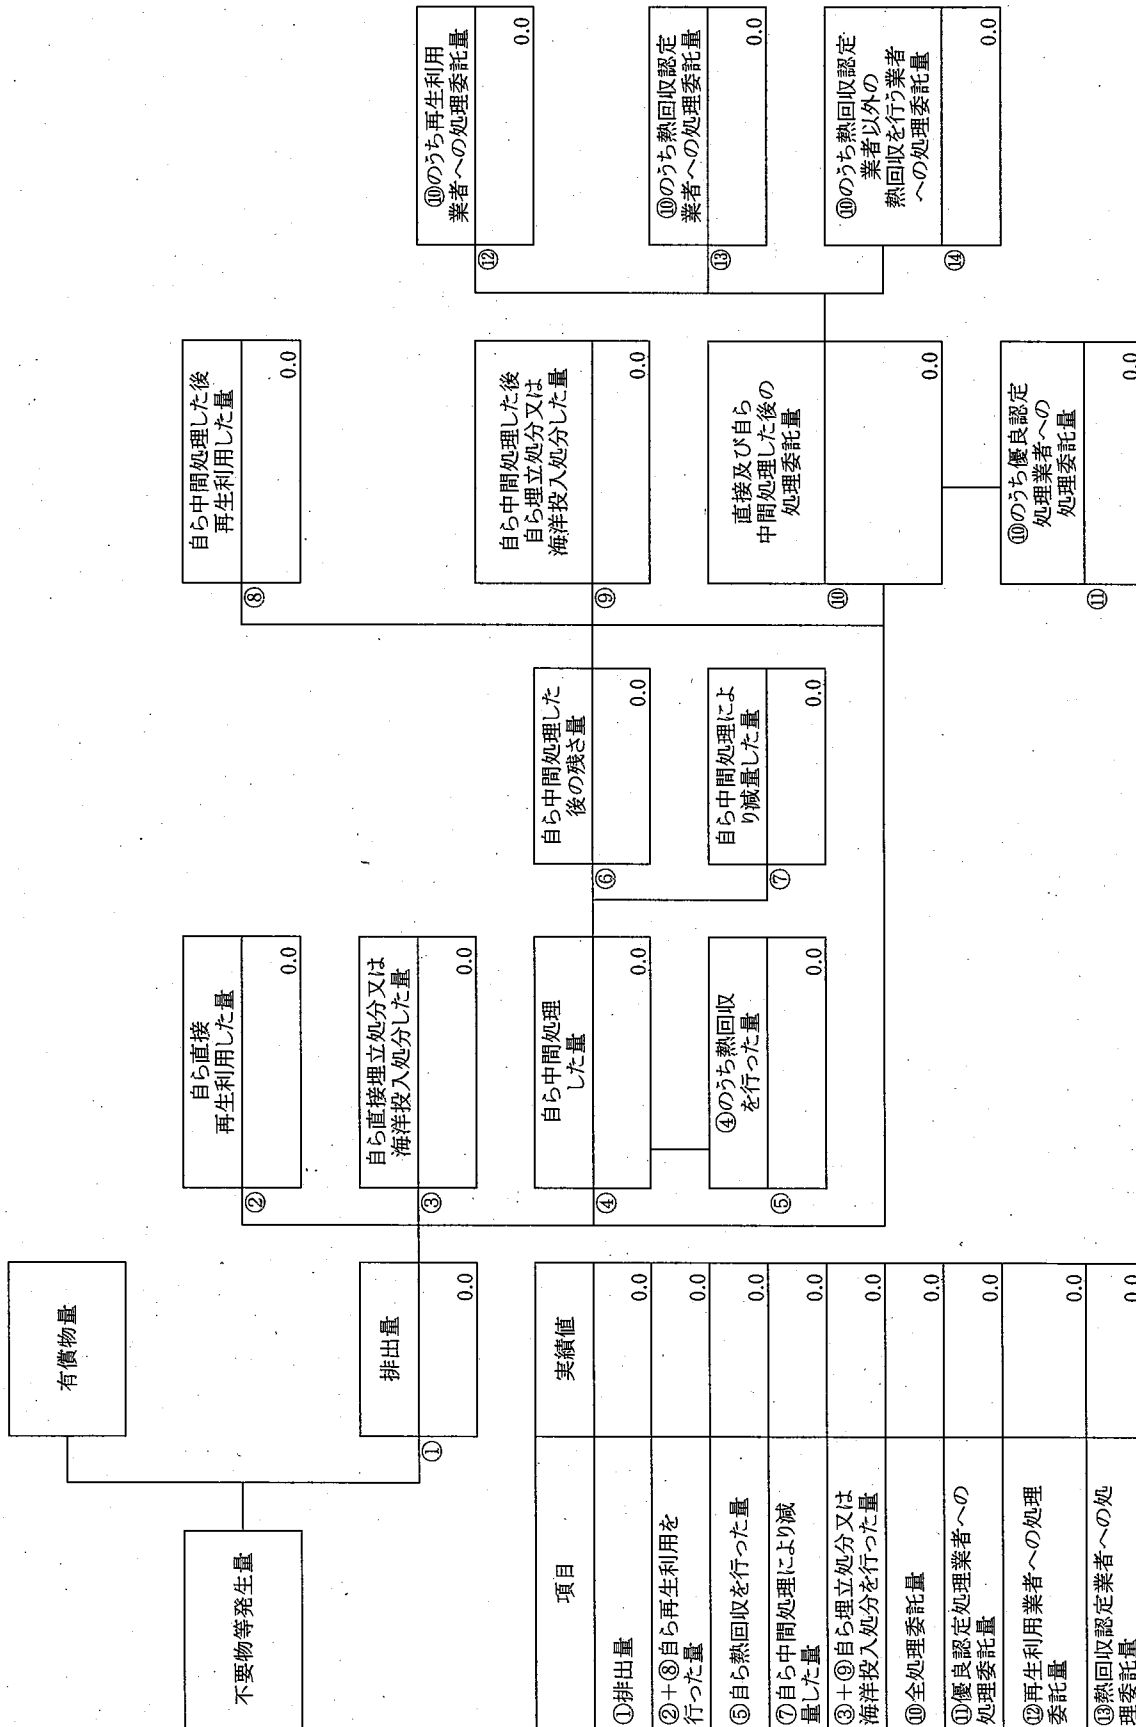 不要物等発生量
有償物量
排出量
①
0.0
自ら直接
再生利用した量
②
0.0
自ら直接埋立処分又は
海洋投入処分した量
③
0.0
自ら中間処理
した量
④
0.0
④のうち熱回収
を行った量
⑤
0.0
自ら中間処理した
後の残さ量
⑥
0.0
自ら中間処理によ
り減量した量
⑦
0.0
自ら中間処理した後
再生利用した量
⑧
0.0
自ら中間処理した後
自ら埋立処分又は
海洋投入処分した量
⑨
0.0
直接及び自ら
中間処理した後の
処理委託量
⑩
0.0
⑩のうち優良認定
処理業者への
処理委託量
⑪
0.0
⑩のうち再生利用
業者への処理委託量
⑫
0.0
⑩のうち熱回収認定
業者への処理委託量
⑬
0.0
⑩のうち熱回収認定
業者以外の
熱回収を行う業者
への処理委託量
⑭
0.0
項目 実績値
①排出量 0.0
②+⑧自ら再生利用を
行った量 0.0
⑤自ら熱回収を行った量 0.0
⑦自ら中間処理により減
量した量 0.0
③+⑨自ら埋立処分又は
海洋投入処分を行った量 0.0
⑩全処理委託量 0.0
⑪優良認定処理業者への
処理委託量 0.0
⑫再生利用業者への処理
委託量 0.0
⑬熱回収認定業者への処
理委託量 0.0